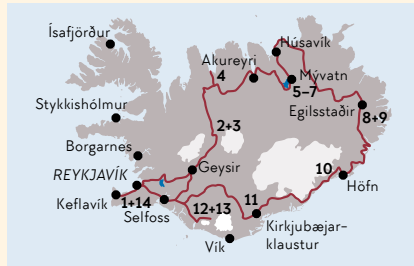 Ísafjörður
Húsavík
Akureyri
4
Mývatn
5–7
Stykkishólmur
Egilsstaðir
8+9
2+3
Borgarnes
Geysir
REYKJAVÍK
10
Höfn
Keflavík
1+14
Selfoss
12+13
11
Kirkjubæjar-
klaustur
Vík